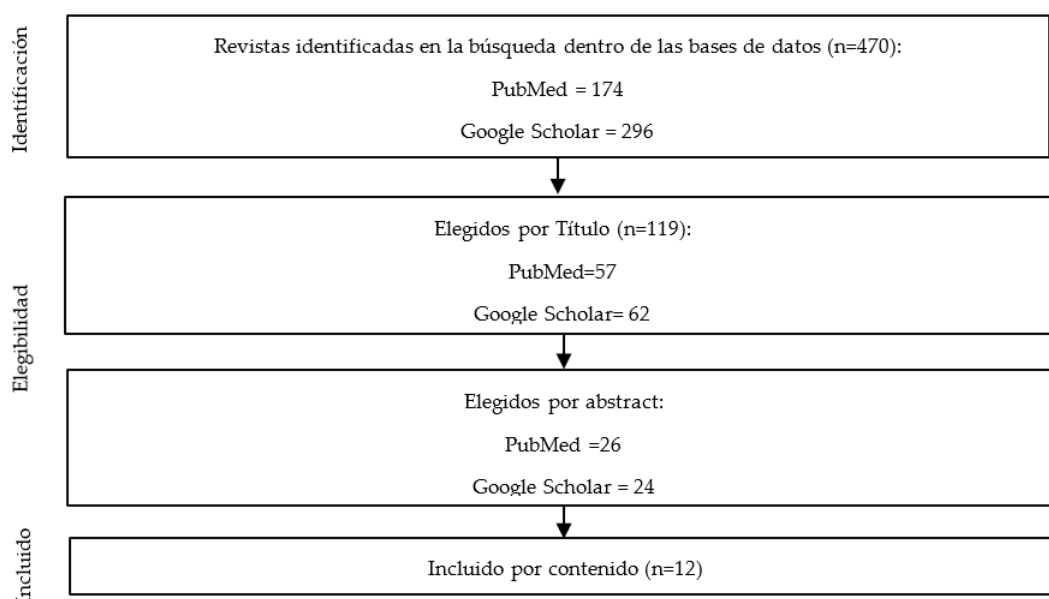 Identificación
Revistas identificadas en la búsqueda dentro de las bases de datos (n=470):
PubMed = 174
Google Scholar = 296
Elegibilidad
Elegidos por Título (n=119):
PubMed=57
Google Scholar= 62
Elegidos por abstract:
PubMed =26
Google Scholar = 24
Incluido
Incluido por contenido (n=12)